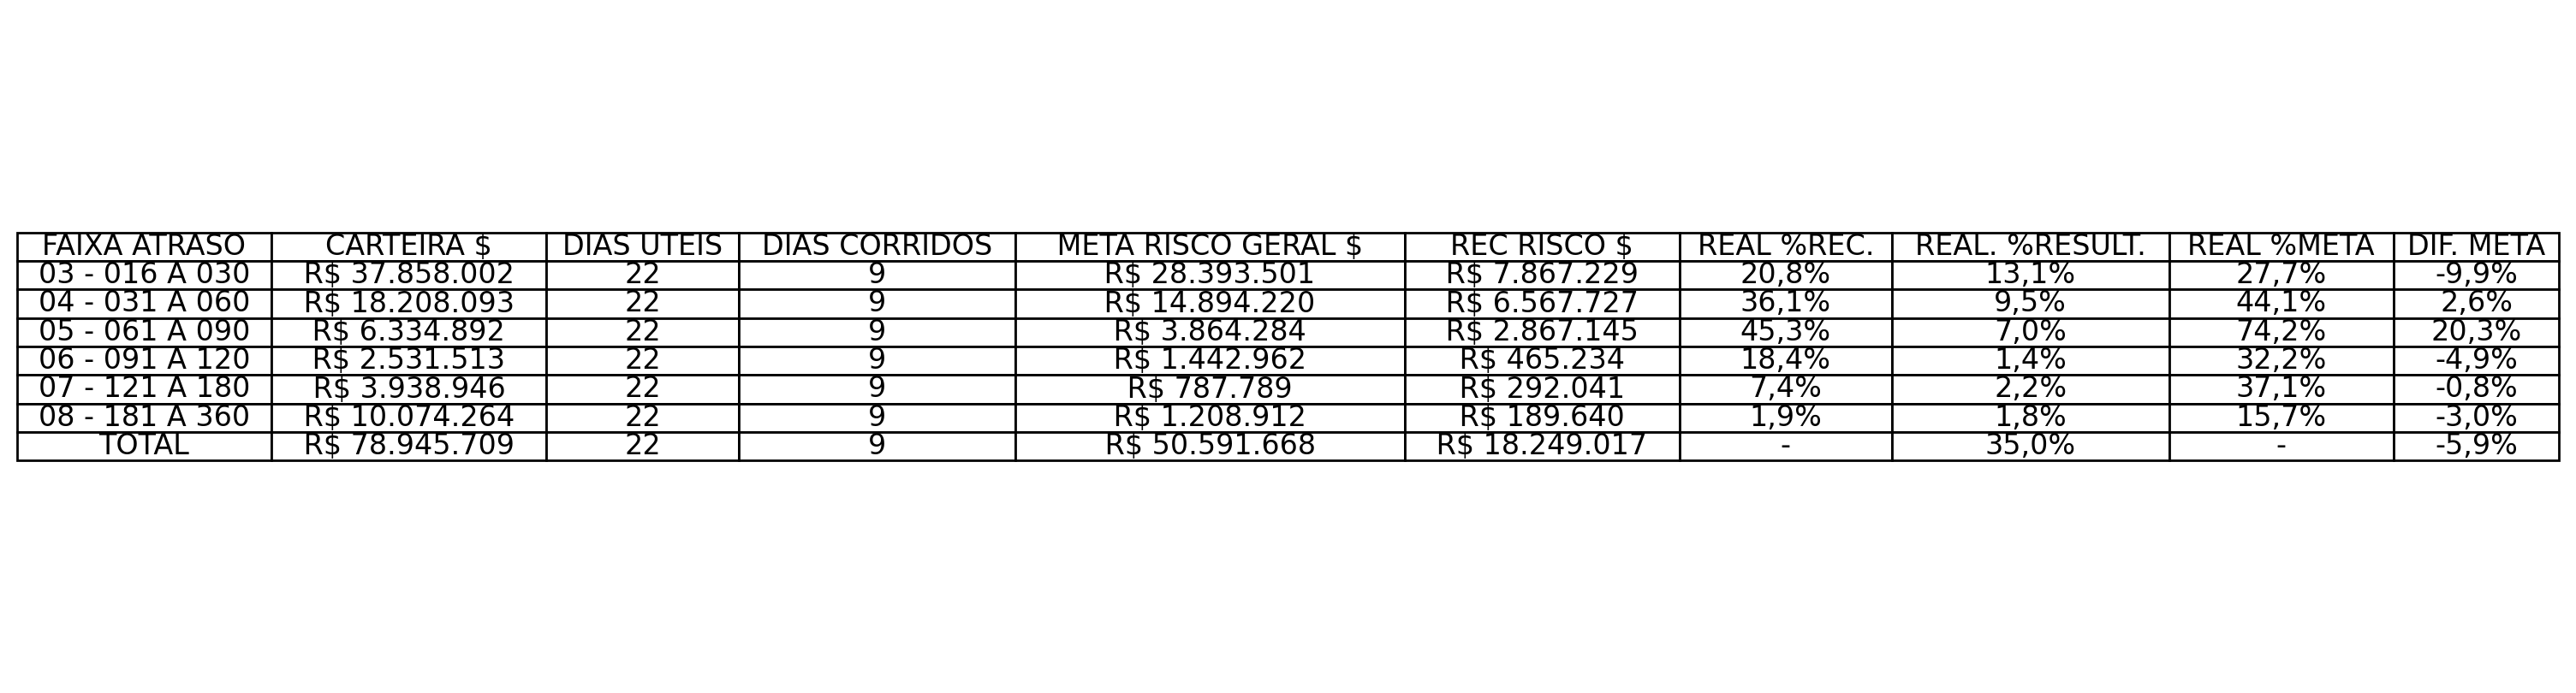 FAIXA ATRASO CARTEIRA $ DIAS UTEIS DIAS CORRIDOS META RISCO GERAL $ REC RISCO $ REAL %REC. REAL. %RESULT. REAL %META DIF. META
03 - 016 A 030 R$ 37.858.002 22 9 R$ 28.393.501 R$ 7.867.229 20,8% 13,1% 27,7% -9,9%
04 - 031 A 060 R$ 18.208.093 22 9 R$ 14.894.220 R$ 6.567.727 36,1% 9,5% 44,1% 2,6%
05 - 061 A 090 R$ 6.334.892 22 9 R$ 3.864.284 R$ 2.867.145 45,3% 7,0% 74,2% 20,3%
06 - 091 A 120 R$ 2.531.513 22 9 R$ 1.442.962 R$ 465.234 18,4% 1,4% 32,2% -4,9%
07 - 121 A 180 R$ 3.938.946 22 9 R$ 787.789 R$ 292.041 7,4% 2,2% 37,1% -0,8%
08 - 181 A 360 R$ 10.074.264 22 9 R$ 1.208.912 R$ 189.640 1,9% 1,8% 15,7% -3,0%
TOTAL R$ 78.945.709 22 9 R$ 50.591.668 R$ 18.249.017 - 35,0% - -5,9%